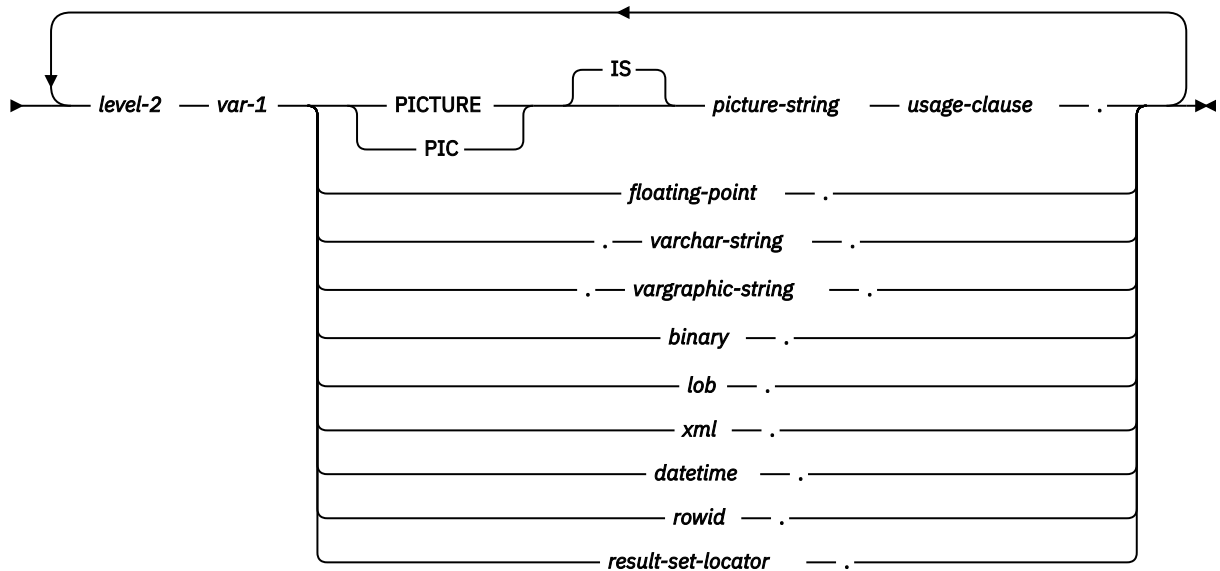 IS
level-2 var-1 PICTURE picture-string usage-clause .
PIC
floating-point .
. varchar-string .
. vargraphic-string .
binary .
lob .
xml .
datetime .
rowid .
result-set-locator .